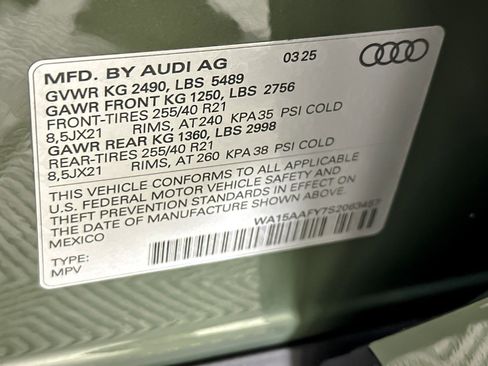 MFD. BY AUDI AG 03 25
GVWR KG 2490, LBS 5489
GAWR FRONT KG 1250, LBS 2756
FRONT-TIRES 255/40 R21
8,5JX21 RIMS, AT 240 KPA 35 PSI COLD
GAWR REAR KG 1360, LBS 2998
REAR-TIRES 255/40 R21
8,5JX21 RIMS, AT 260 KPA 38 PSI COLD
THIS VEHICLE CONFORMS TO ALL APPLICABLE
U.S. FEDERAL MOTOR VEHICLE SAFETY AND
THEFT PREVENTION STANDARDS IN EFFECT ON
THE DATE OF MANUFACTURE SHOWN ABOVE.
MEXICO
WA15AAFY7S2063457
TYPE:
MPV